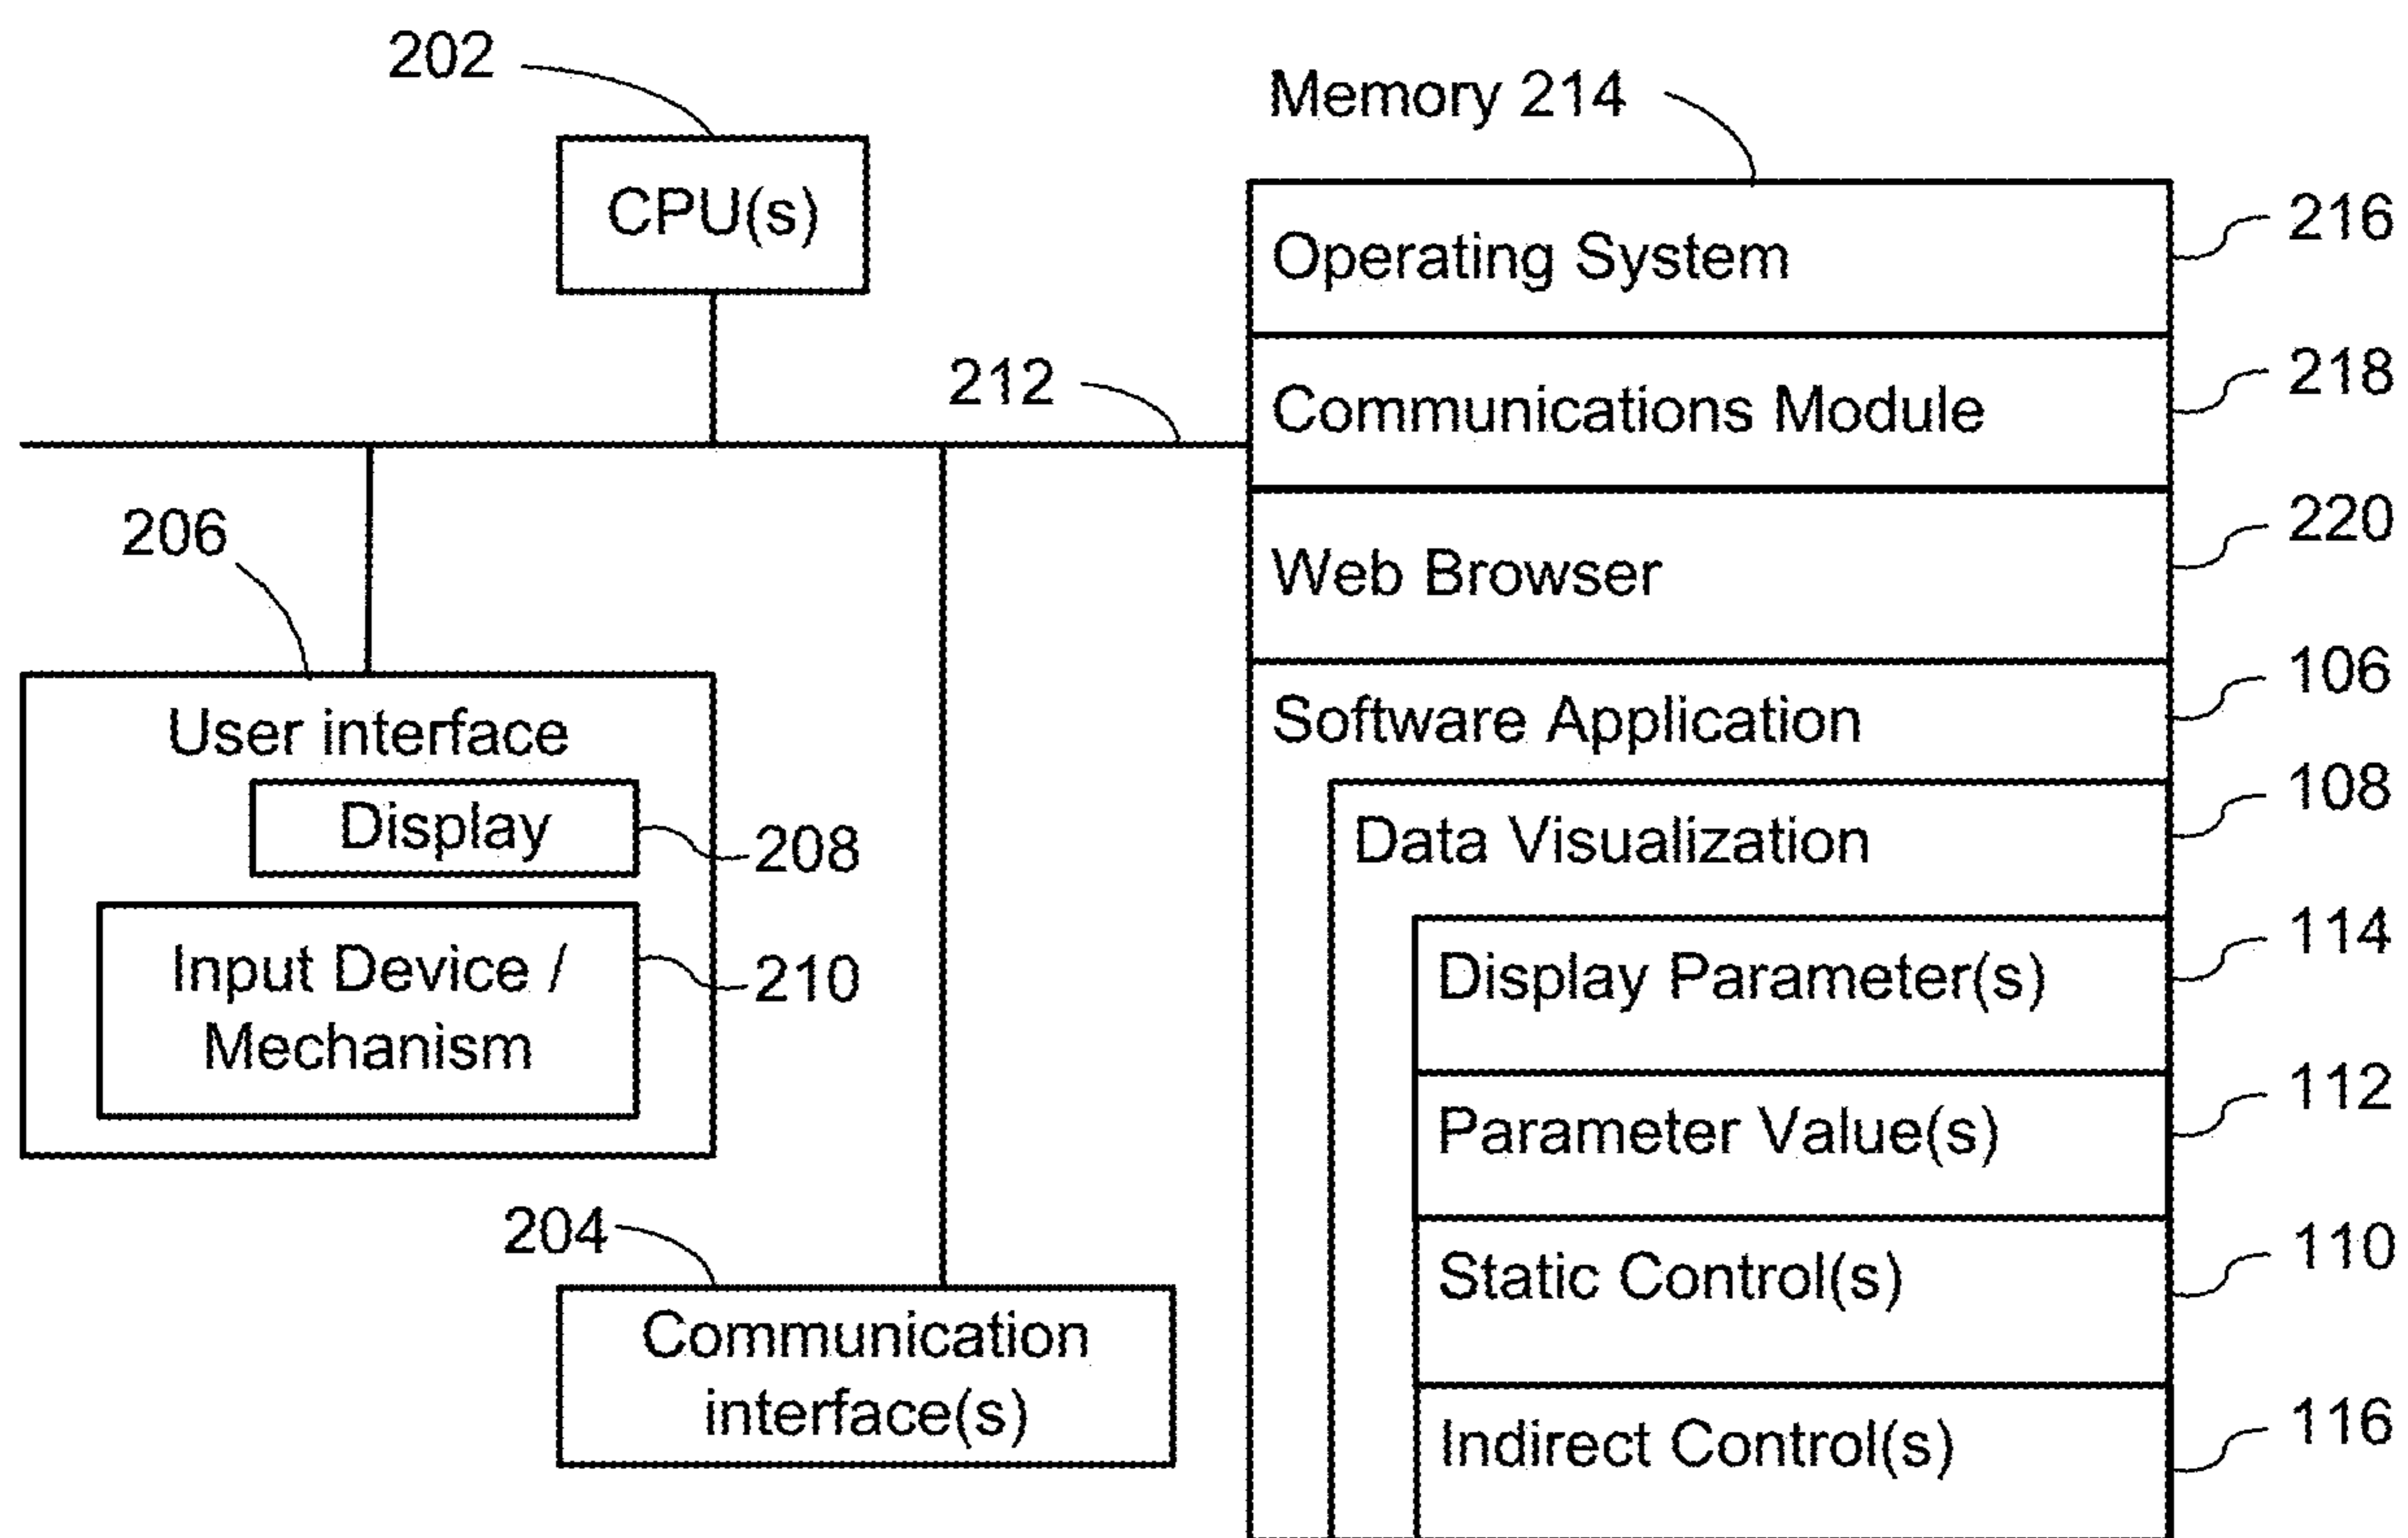 202
CPU(s)
212
206
User interface
Display
208
Input Device /
Mechanism
210
204
Communication
interface(s)
Memory 214
Operating System
216
Communications Module
218
Web Browser
220
Software Application
106
Data Visualization
108
Display Parameter(s)
114
Parameter Value(s)
112
Static Control(s)
110
Indirect Control(s)
116